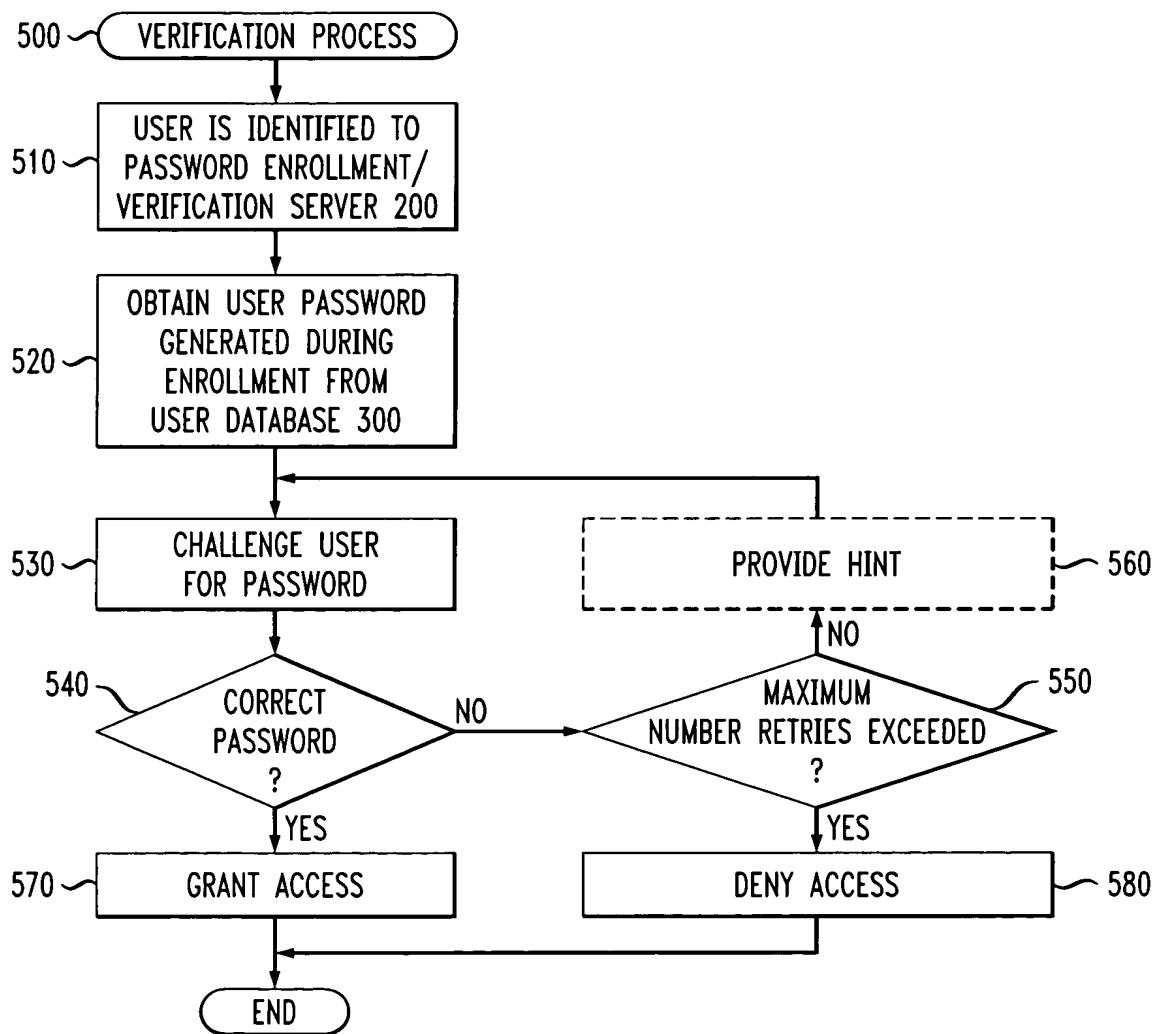 500
VERIFICATION PROCESS
510
USER IS IDENTIFIED TO
PASSWORD ENROLLMENT/
VERIFICATION SERVER 200
520
OBTAIN USER PASSWORD
GENERATED DURING
ENROLLMENT FROM
USER DATABASE 300
530
CHALLENGE USER
FOR PASSWORD
PROVIDE HINT
560
NO
540
CORRECT
PASSWORD
?
NO
MAXIMUM
NUMBER RETRIES EXCEEDED
?
550
YES
YES
570
GRANT ACCESS
DENY ACCESS
580
END